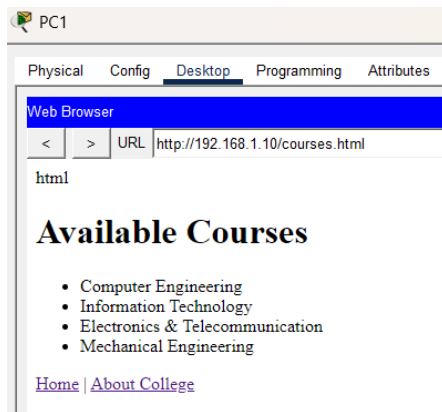 PC1
Physical Config Desktop Programming Attributes
Web Browser
< > URL http://192.168.1.10/courses.html
html
Available Courses
• Computer Engineering
• Information Technology
• Electronics & Telecommunication
• Mechanical Engineering
Home | About College